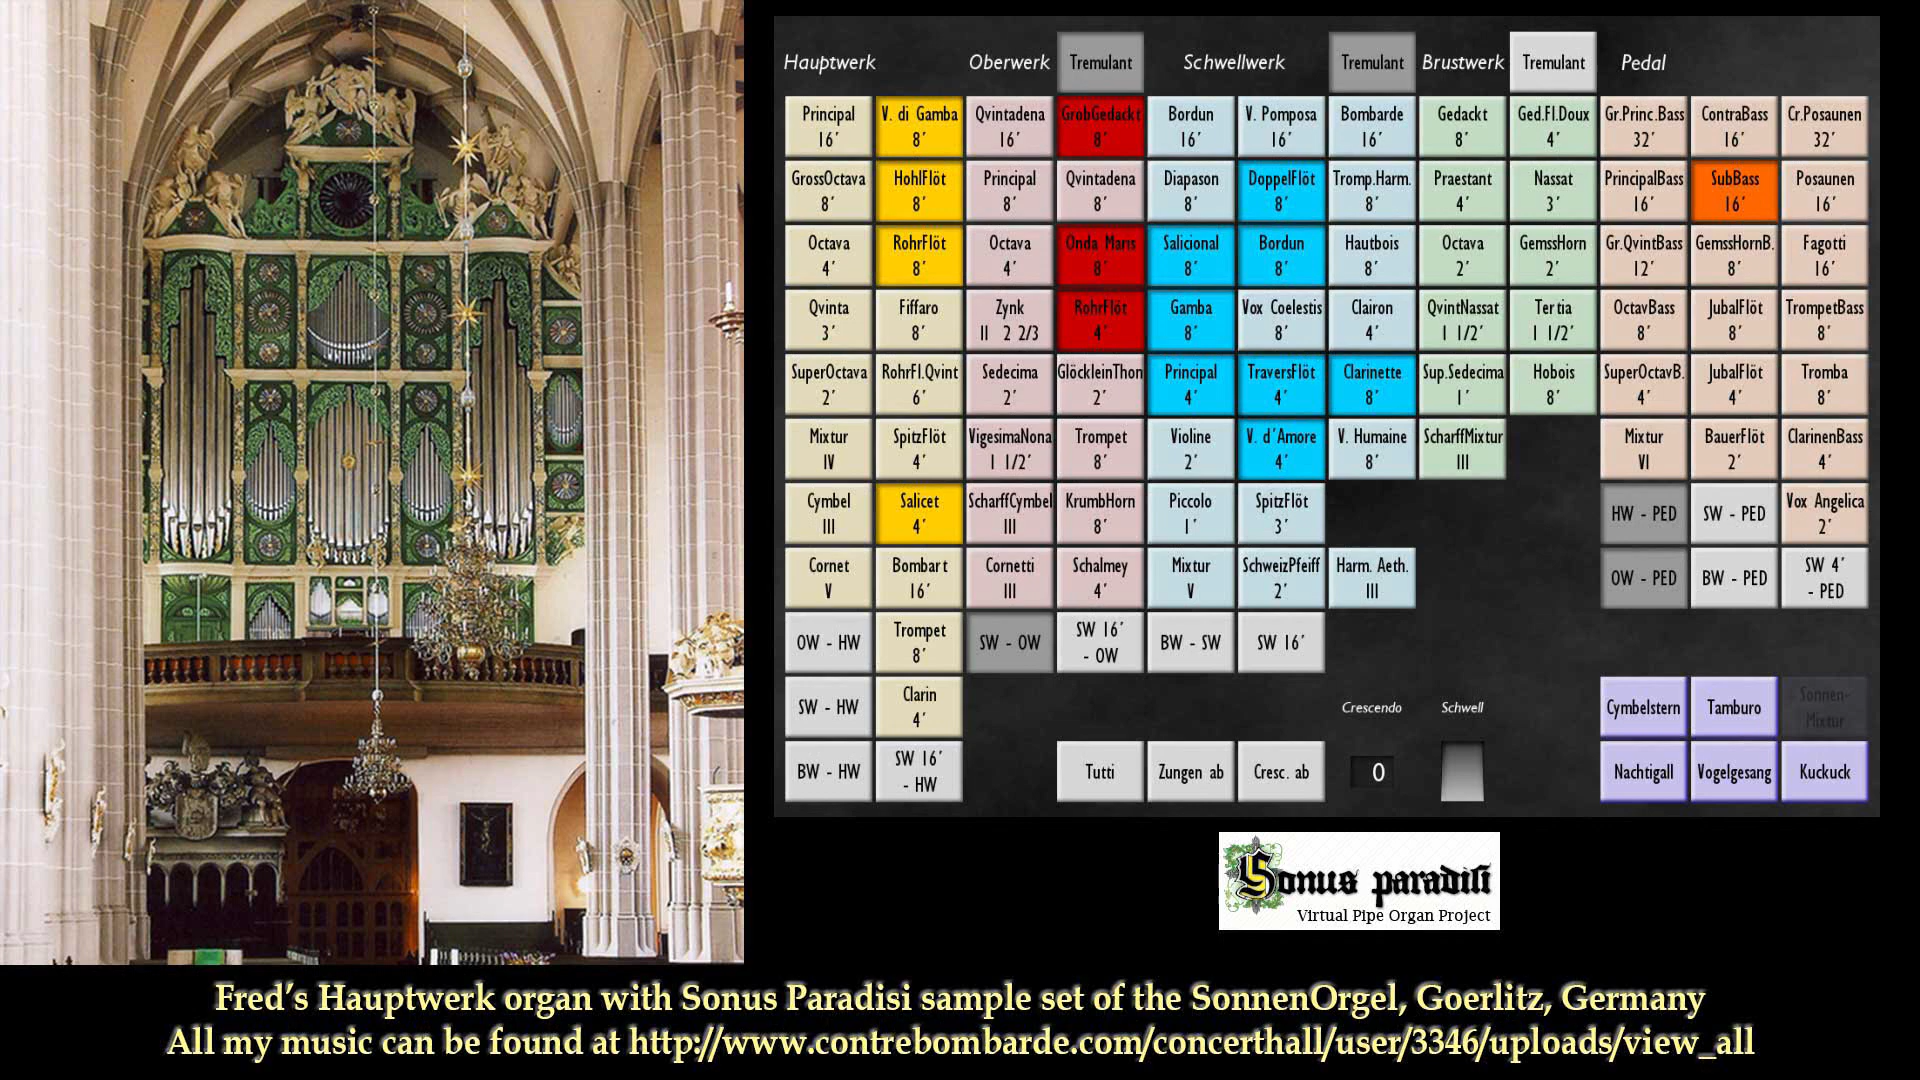 Hauptwerk
Oberwerk
Tremulant
Schwellwerk
Tremulant
Brustwerk
Tremulant
Pedal
Principal
16´
V. di Gamba
8´
Qvintadena
16´
GrobGedackt
8´
Bordun
16´
V. Pomposa
16´
Bombarde
16´
Gedackt
8´
Ged.Fl.Doux
4´
Gr.Princ.Bass
32´
ContraBass
16´
Cr.Posaunen
32´
GrossOctava
8´
HohlFlöt
8´
Principal
8´
Qvintadena
8´
Diapason
8´
DoppelFlöt
8´
Tromp.Harm.
8´
Praestant
4´
Nassat
3´
PrincipalBass
16´
SubBass
16´
Posaunen
16´
Octava
4´
RohrFlöt
8´
Octava
4´
Onda Maris
8´
Salicional
8´
Bordun
8´
Hautbois
8´
Octava
2´
GemssHorn
2´
Gr.QvintBass
12´
GemssHornB.
8´
Fagotti
16´
Qvinta
3´
Fiffaro
8´
Zynk
II 2 2/3
RohrFlöt
4´
Gamba
8´
Vox Coelestis
8´
Clairon
4´
QvintNassat
1 1/2´
Tertia
1 1/2´
OctavBass
8´
JubalFlöt
8´
TrompetBass
8´
SuperOctava
2´
RohrFl.Qvint
6´
Sedecima
2´
GlöckleinThon
2´
Principal
4´
TraversFlöt
4´
Clarinette
8´
Sup.Sedecima
1´
Hobois
8´
SuperOctavB.
4´
JubalFlöt
4´
Tromba
8´
Mixtur
IV
SpitzFlöt
4´
VigesimaNona
1 1/2´
Trompet
8´
Violine
2´
V. d´Amore
4´
V. Humaine
8´
ScharffMixtur
III
Mixtur
VI
BauerFlöt
2´
ClarinenBass
4´
Cymbel
III
Salicet
4´
ScharffCymbel
III
KrumbHorn
8´
Piccolo
1´
SpitzFlöt
3´
HW - PED
SW - PED
Vox Angelica
2´
Cornet
V
Bombart
16´
Cornetti
III
Schalmey
4´
Mixtur
V
SchweizPfeiff
2´
Harm. Aeth.
III
OW - PED
BW - PED
SW 4´
- PED
OW - HW
Trompet
8´
SW - OW
SW 16´
- OW
BW - SW
SW 16´
SW - HW
Clarin
4´
Crescendo
Schwell
Cymbelstern
Tamburo
Sonnen-
Mixtur
BW - HW
SW 16´
- HW
Tutti
Zungen ab
Cresc. ab
0
Nachtigall
Vogelgesang
Kuckuck
Sonus paradisi
Virtual Pipe Organ Project
Fred's Hauptwerk organ with Sonus Paradisi sample set of the SonnenOrgel, Goerlitz, Germany
All my music can be found at http://www.contrebombarde.com/concerthall/user/3346/uploads/view_all